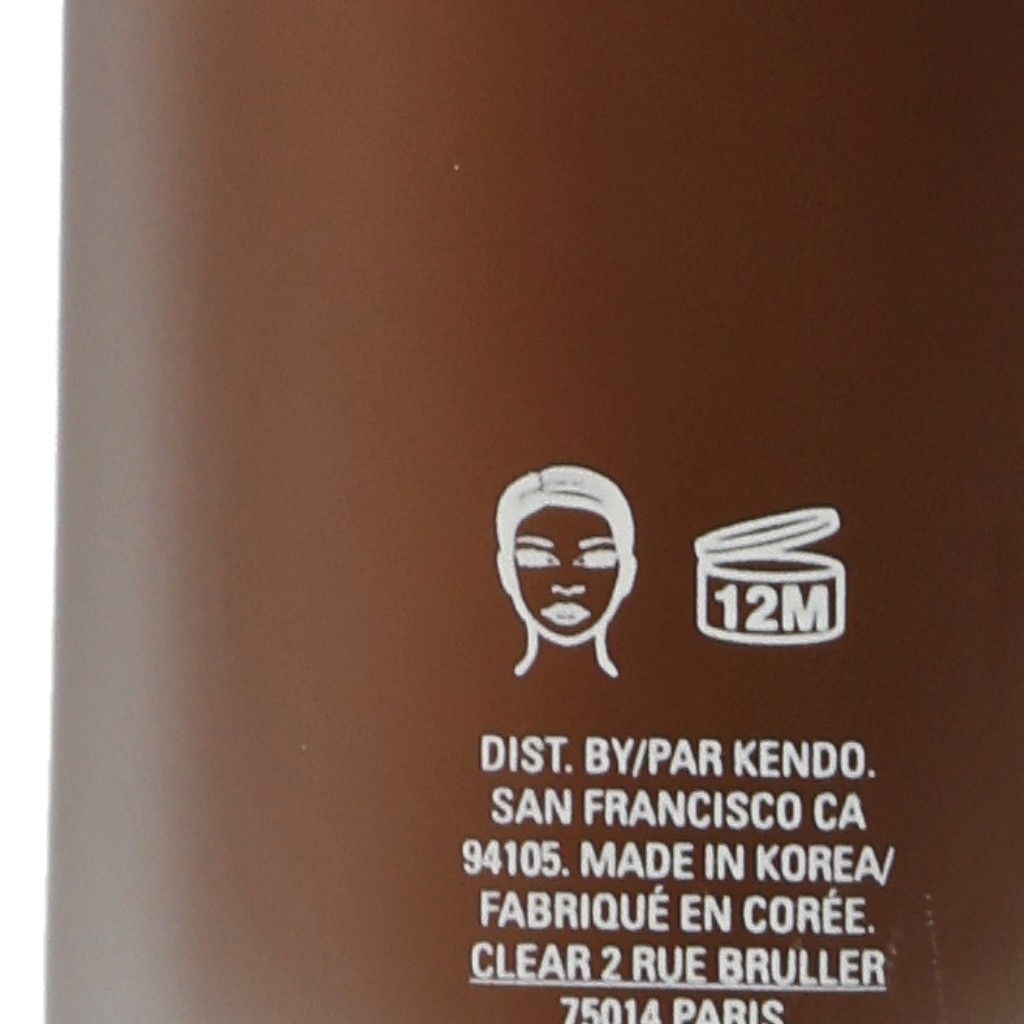 12M
DIST. BY/PAR KENDO.
SAN FRANCISCO CA
94105. MADE IN KOREA/
FABRIQUÉ EN CORÉE.
CLEAR 2 RUE BRULLER
75014 PARIS